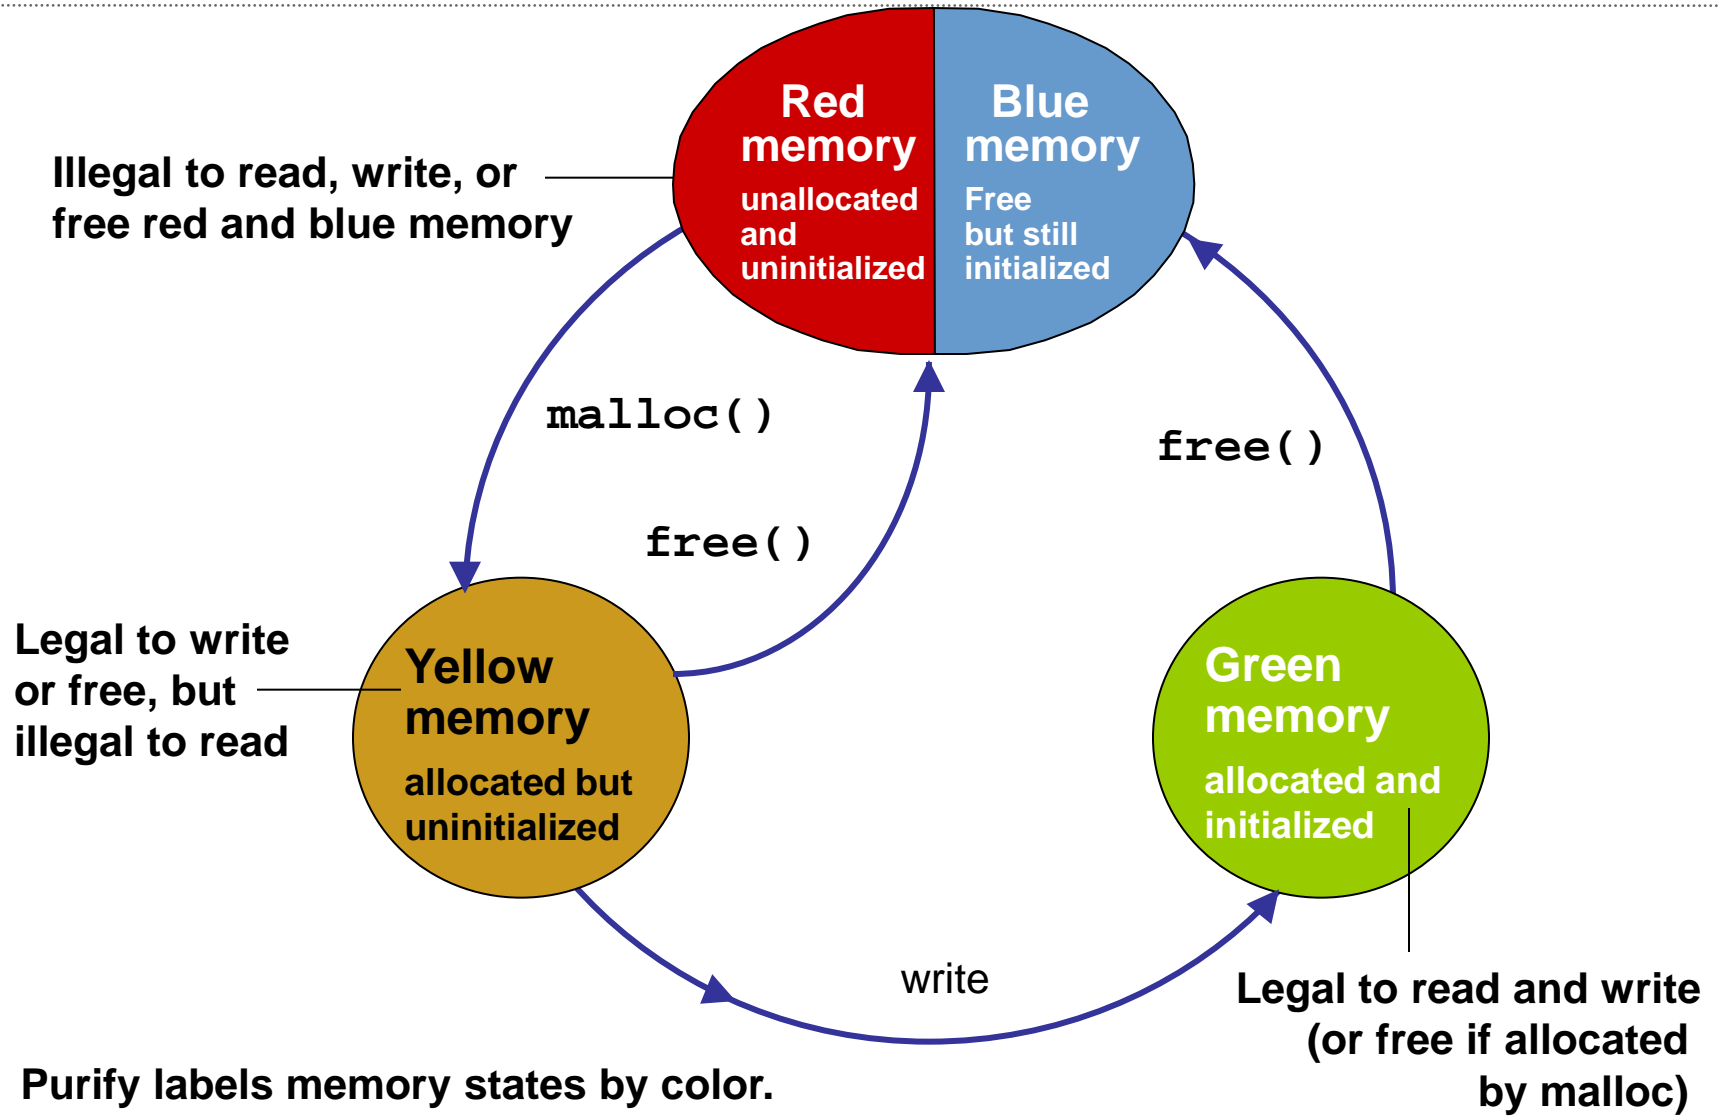 Red
memory
unallocated
and
uninitialized
Blue
memory
Free
but still
initialized
Illegal to read, write, or
free red and blue memory
malloc()
free()
free()
Legal to write
or free, but
illegal to read
Yellow
memory
allocated but
uninitialized
Green
memory
allocated and
initialized
write
Legal to read and write
(or free if allocated
by malloc)
Purify labels memory states by color.